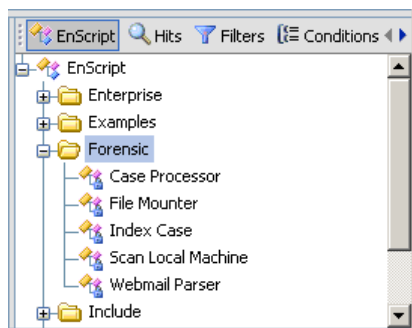 EnScript Hits Filters Conditions
EnScript
Enterprise
Examples
Forensic
Case Processor
File Mounter
Index Case
Scan Local Machine
Webmail Parser
Include